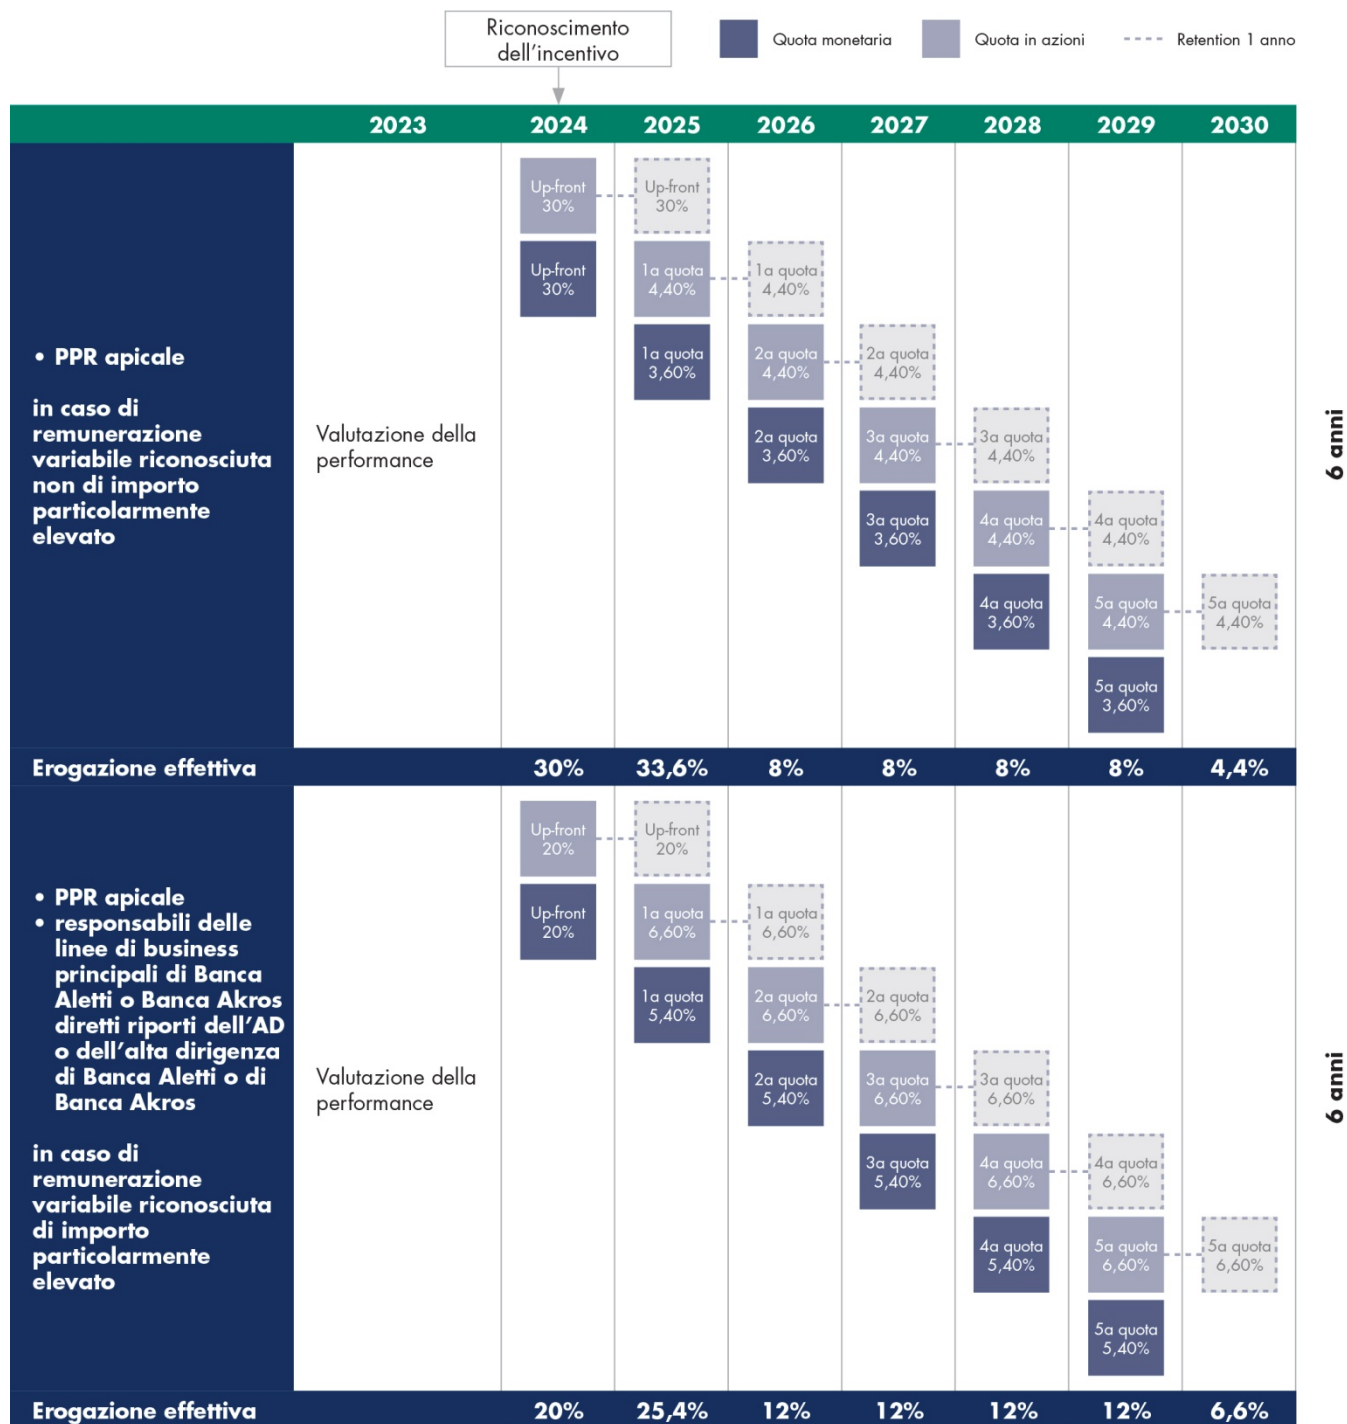 Riconoscimento
dell'incentivo
Quota monetaria
Quota in azioni
Retention 1 anno
2023 2024 2025 2026 2027 2028 2029 2030
• PPR apicale
in caso di
remunerazione
variabile riconosciuta
non di importo
particolarmente
elevato
Valutazione della
performance
Up-front
30%
Up-front
30%
Up-front
30%
1a quota
4,40%
1a quota
4,40%
1a quota
3,60%
2a quota
4,40%
2a quota
4,40%
2a quota
3,60%
3a quota
4,40%
3a quota
4,40%
3a quota
3,60%
4a quota
4,40%
4a quota
4,40%
4a quota
3,60%
5a quota
4,40%
5a quota
4,40%
5a quota
3,60%
6 anni
Erogazione effettiva 30% 33,6% 8% 8% 8% 8% 4,4%
• PPR apicale
• responsabili delle
linee di business
principali di Banca
Aletti o Banca Akros
diretti riporti dell'AD
o dell'alta dirigenza
di Banca Aletti o di
Banca Akros
in caso di
remunerazione
variabile riconosciuta
di importo
particolarmente
elevato
Valutazione della
performance
Up-front
20%
Up-front
20%
Up-front
20%
1a quota
6,60%
1a quota
6,60%
1a quota
5,40%
2a quota
6,60%
2a quota
6,60%
2a quota
5,40%
3a quota
6,60%
3a quota
6,60%
3a quota
5,40%
4a quota
6,60%
4a quota
6,60%
4a quota
5,40%
5a quota
6,60%
5a quota
6,60%
5a quota
5,40%
6 anni
Erogazione effettiva 20% 25,4% 12% 12% 12% 12% 6,6%